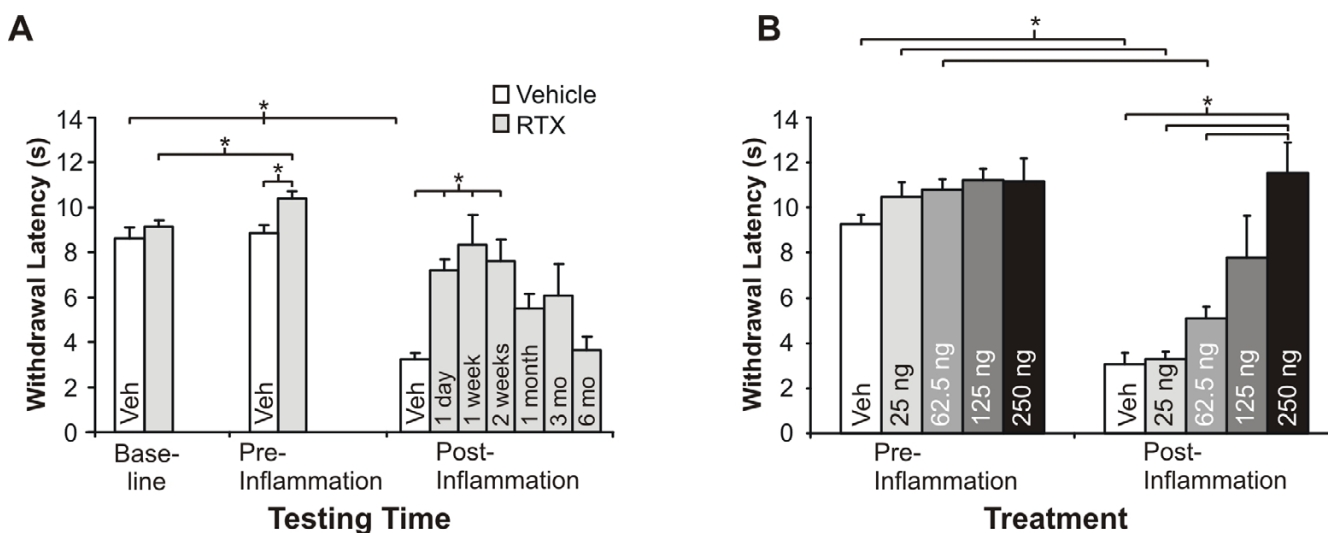 A
Vehicle
RTX
Withdrawal Latency (s)
14
12
10
8
6
4
2
0
*
*
*
*
Veh
Veh
Veh
1 day
1 week
2 weeks
1 month
3 mo
6 mo
Base-
line
Pre-
Inflammation
Post-
Inflammation
Testing Time
B
Withdrawal Latency (s)
14
12
10
8
6
4
2
0
*
*
Veh
25 ng
62.5 ng
125 ng
250 ng
Veh
25 ng
62.5 ng
125 ng
250 ng
Pre-
Inflammation
Post-
Inflammation
Treatment